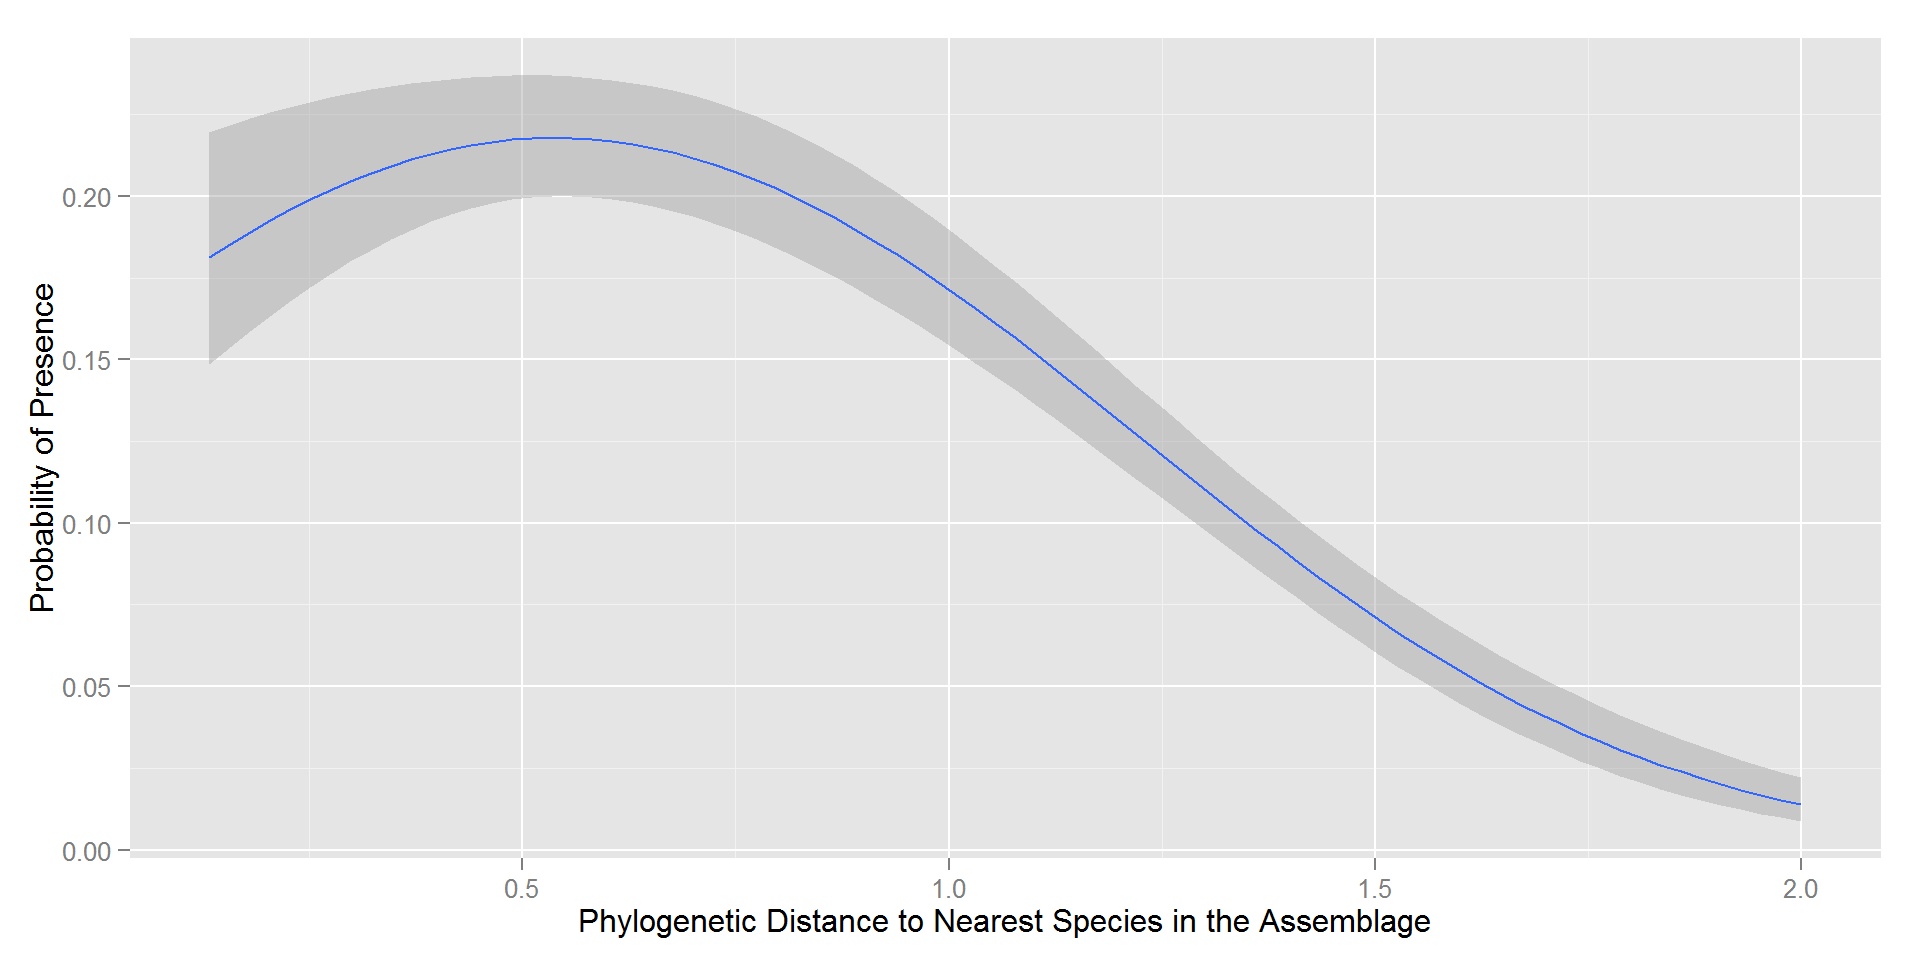 Probability of Presence
0.20
0.15
0.10
0.05
0.00
0.5 1.0 1.5 2.0
Phylogenetic Distance to Nearest Species in the Assemblage